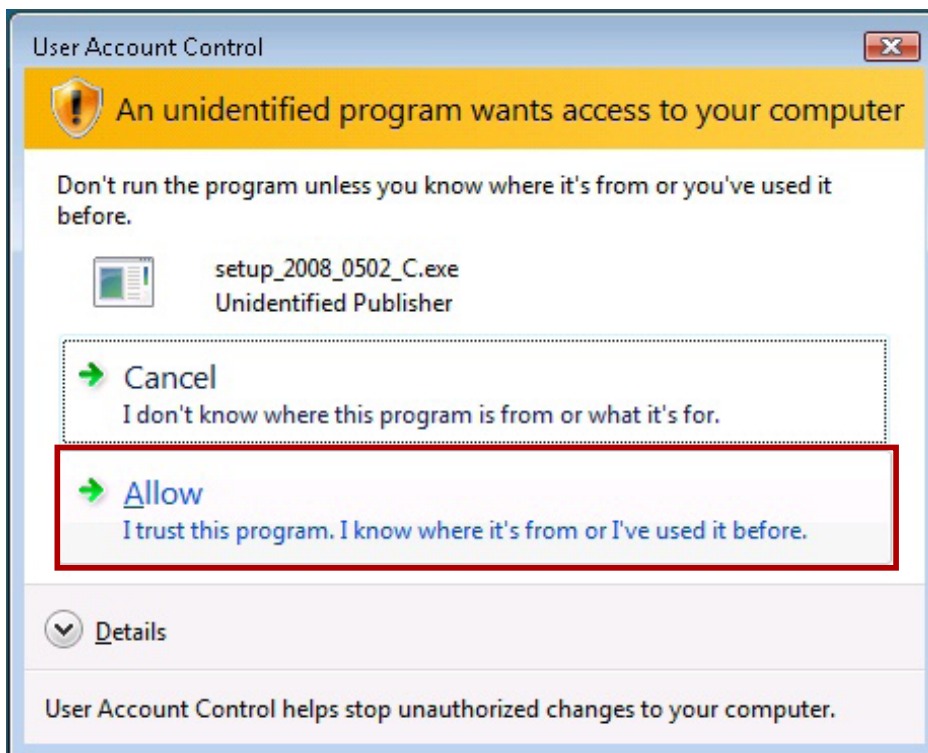 User Account Control
An unidentified program wants access to your computer
Don't run the program unless you know where it's from or you've used it
before.
setup_2008_0502_C.exe
Unidentified Publisher
Cancel
I don't know where this program is from or what it's for.
Allow
I trust this program. I know where it's from or I've used it before.
Details
User Account Control helps stop unauthorized changes to your computer.